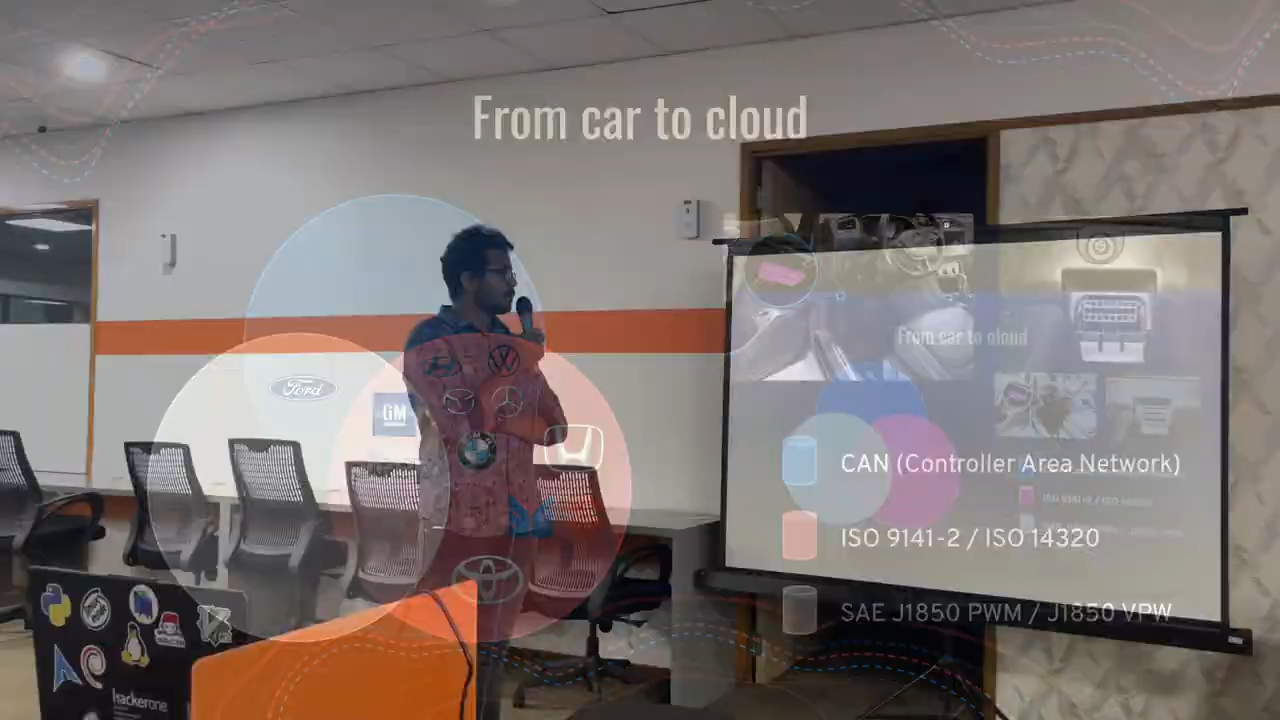 From car to cloud
From car to cloud
Ford
GM
CAN (Controller Area Network)
ISO 9141-2 / ISO 14320
SAE J1850 PWM / J1850 VPW
hackerone